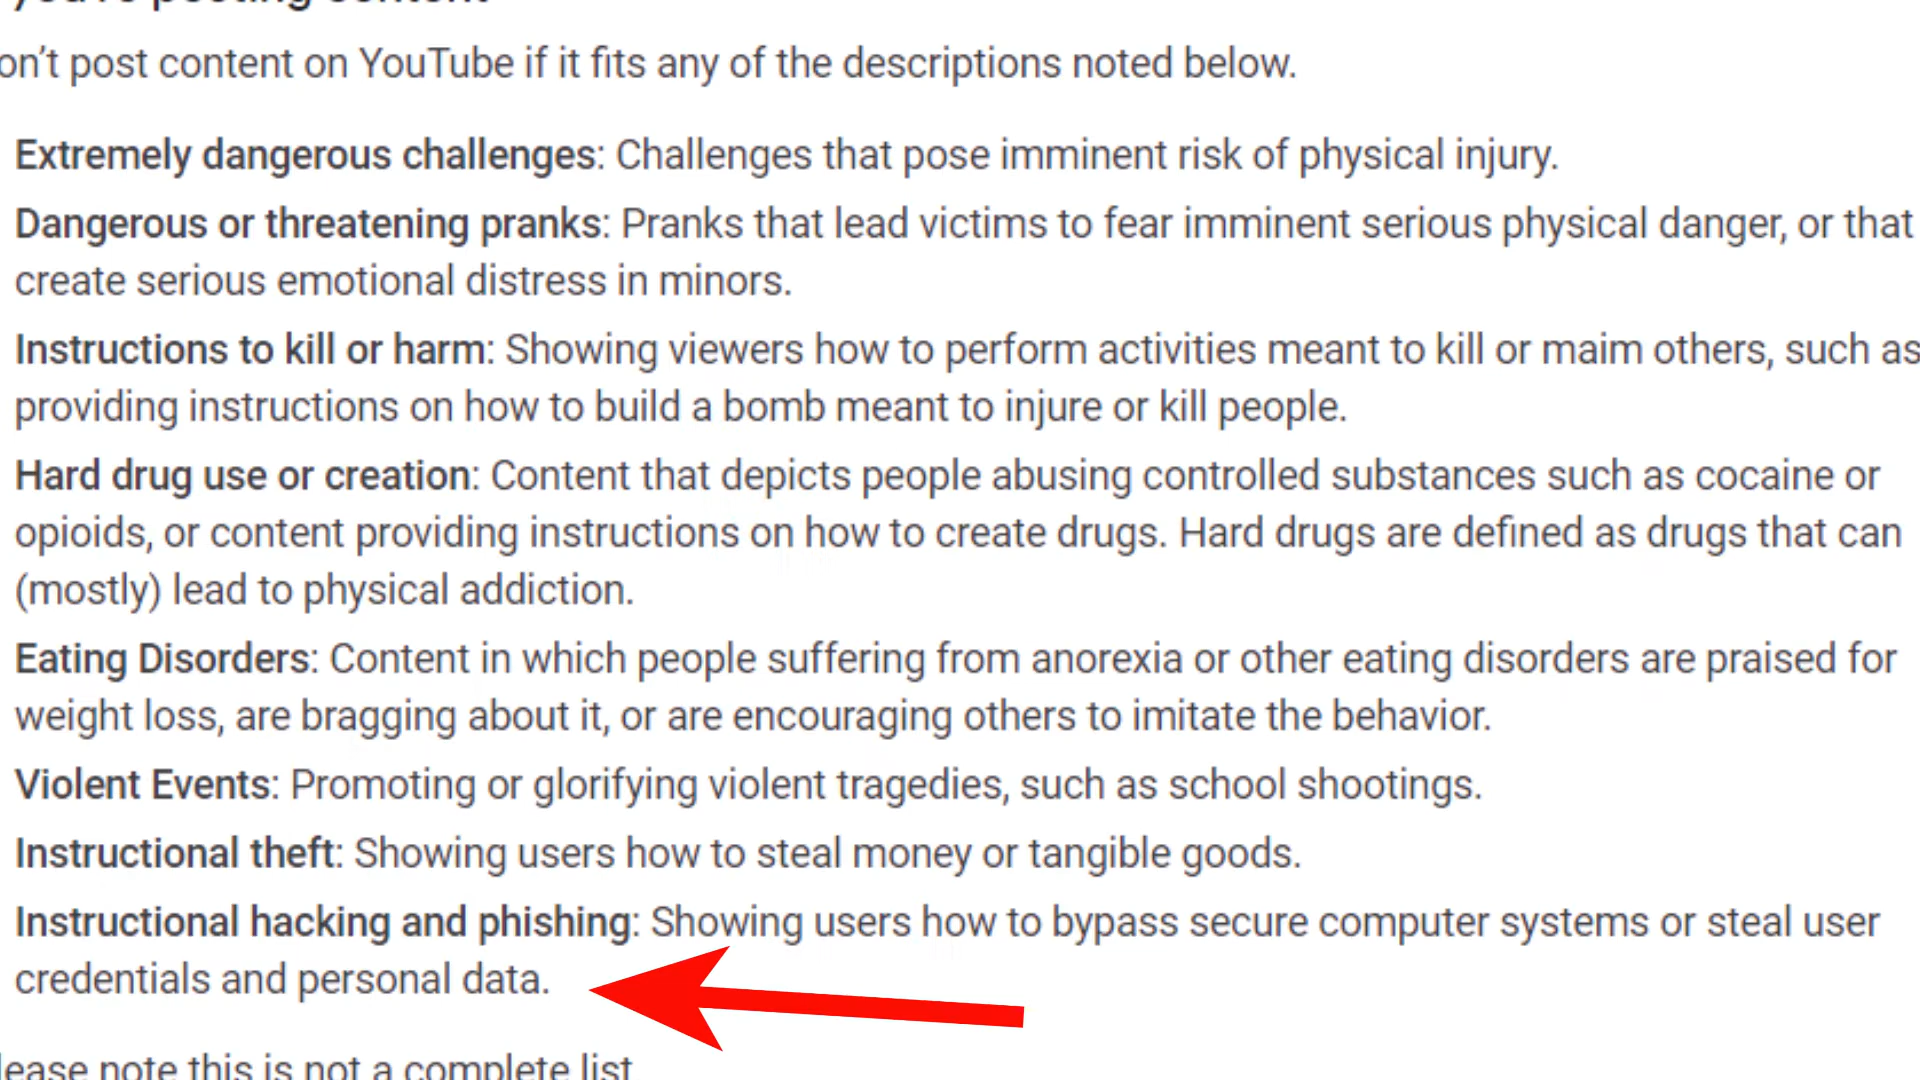 you're posting content
on't post content on YouTube if it fits any of the descriptions noted below.
Extremely dangerous challenges: Challenges that pose imminent risk of physical injury.
Dangerous or threatening pranks: Pranks that lead victims to fear imminent serious physical danger, or that
create serious emotional distress in minors.
Instructions to kill or harm: Showing viewers how to perform activities meant to kill or maim others, such as
providing instructions on how to build a bomb meant to injure or kill people.
Hard drug use or creation: Content that depicts people abusing controlled substances such as cocaine or
opioids, or content providing instructions on how to create drugs. Hard drugs are defined as drugs that can
(mostly) lead to physical addiction.
Eating Disorders: Content in which people suffering from anorexia or other eating disorders are praised for
weight loss, are bragging about it, or are encouraging others to imitate the behavior.
Violent Events: Promoting or glorifying violent tragedies, such as school shootings.
Instructional theft: Showing users how to steal money or tangible goods.
Instructional hacking and phishing: Showing users how to bypass secure computer systems or steal user
credentials and personal data.
lease note this is not a complete list